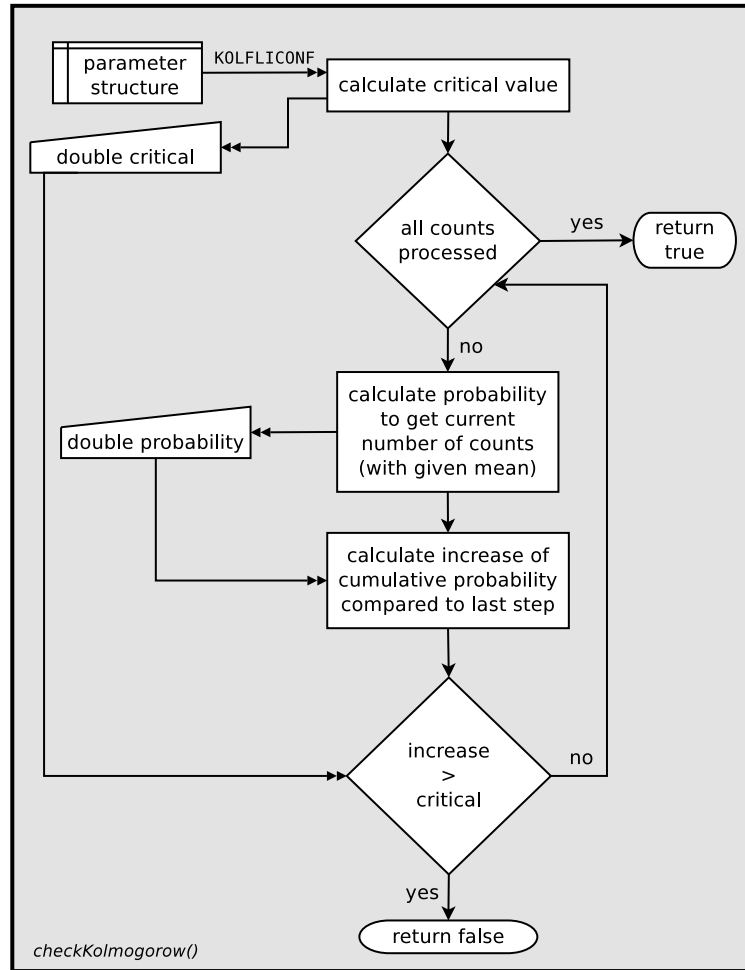 parameter
structure
KOLFLICONF
calculate critical value
double critical
all counts
processed
yes
return
true
no
calculate probability
to get current
number of counts
(with given mean)
double probability
calculate increase of
cumulative probability
compared to last step
increase
>
critical
no
yes
return false
checkKolmogorow()